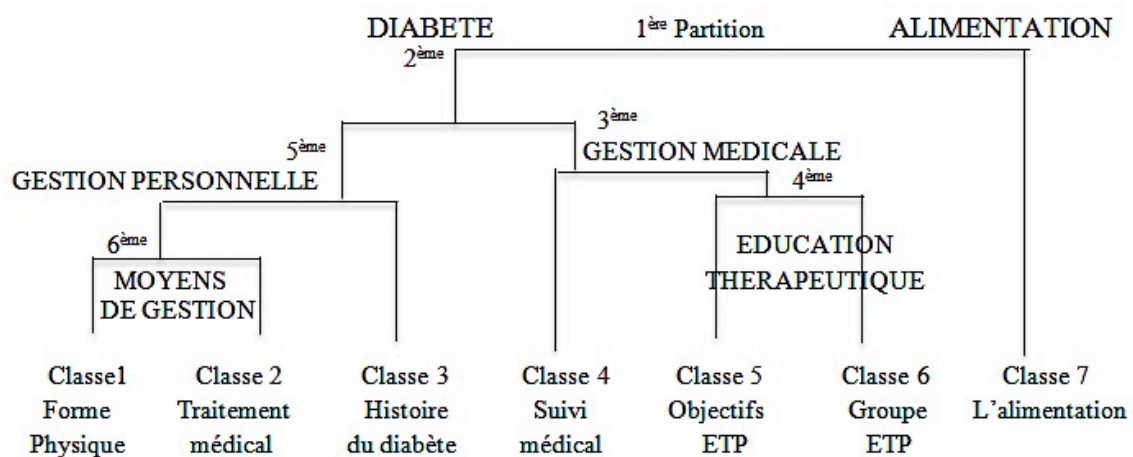 DIABETE 1ère Partition ALIMENTATION
2ème
3ème
5ème GESTION MEDICALE
GESTION PERSONNELLE 4ème
6ème EDUCATION
MOYENS THERAPEUTIQUE
DE GESTION
Classe1 Classe 2 Classe 3 Classe 4 Classe 5 Classe 6 Classe 7
Forme Traitement Histoire Suivi Objectifs Groupe L'alimentation
Physique médical du diabète médical ETP ETP